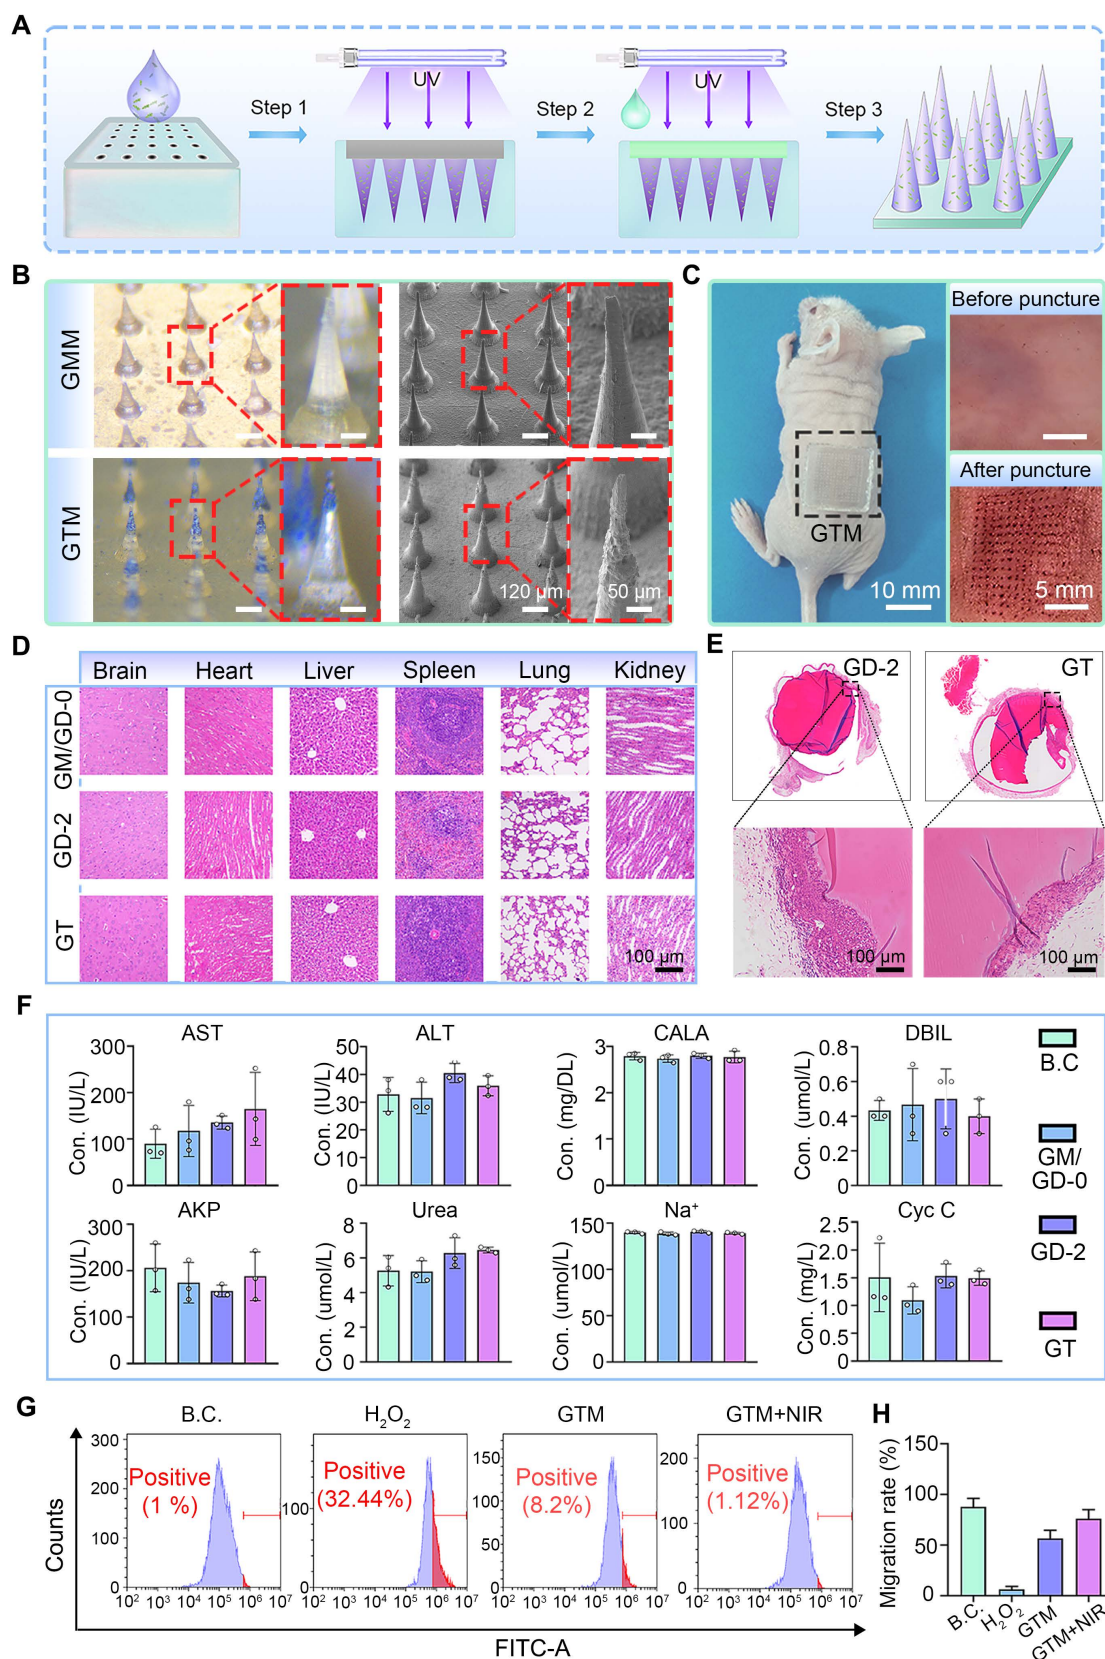 A
Step 1
UV
Step 2
UV
Step 3
B
GMM
GTM
120 μm
50 μm
C
GTM
10 mm
Before puncture
After puncture
5 mm
D
Brain
Heart
Liver
Spleen
Lung
Kidney
GM/GD-0
GD-2
GT
100 μm
E
GD-2
GT
100 μm
100 μm
F
AST
Con. (IU/L)
300
200
100
0
ALT
Con. (IU/L)
50
40
30
20
10
0
CALA
Con. (mg/DL)
3
2
1
0
DBIL
Con. (umol/L)
0.8
0.6
0.4
0.2
0
AKP
Con. (IU/L)
300
200
100
0
Urea
Con. (umol/L)
8
6
4
2
0
Na⁺
Con. (umol/L)
150
100
50
0
Cyc C
Con. (mg/L)
2.5
2.0
1.5
1.0
0.5
0
B.C
GM/
GD-0
GD-2
GT
G
Counts
B.C.
300
200
100
0
Positive
(1 %)
10² 10³ 10⁴ 10⁵ 10⁶ 10⁷
H₂O₂
100
0
Positive
(32.44%)
10² 10³ 10⁴ 10⁵ 10⁶ 10⁷
GTM
150
100
50
0
Positive
(8.2%)
10² 10³ 10⁴ 10⁵ 10⁶ 10⁷
GTM+NIR
200
100
0
Positive
(1.12%)
10² 10³ 10⁴ 10⁵ 10⁶ 10⁷
FITC-A
H
Migration rate (%)
150
100
50
0
B.C.
H₂O₂
GTM
GTM+NIR